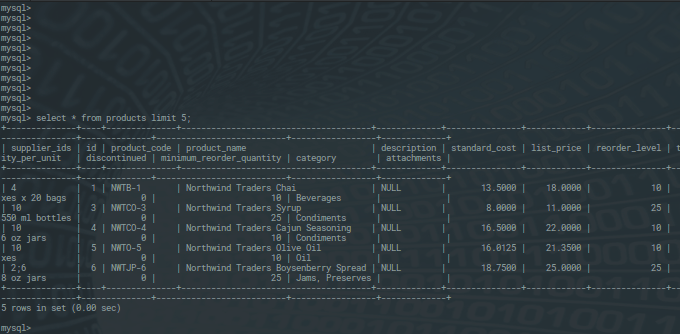 mysql>
mysql>
mysql>
mysql>
mysql>
mysql>
mysql>
mysql>
mysql>
mysql>
mysql>
mysql> select * from products limit 5;
+--------------+----+--------------+--------------------------------------+-------------+---------------+------------+---------------+--
--------------+--------------+--------------------------+--------------------+-------------+
| supplier_ids | id | product_code | product_name | description | standard_cost | list_price | reorder_level | t
ity_per_unit | discontinued | minimum_reorder_quantity | category | attachments |
+--------------+----+--------------+--------------------------------------+-------------+---------------+------------+---------------+--
--------------+--------------+--------------------------+--------------------+-------------+
| 4 | 1 | NWTB-1 | Northwind Traders Chai | NULL | 13.5000 | 18.0000 | 10 |
xes x 20 bags | 0 | 10 | Beverages | |
| 10 | 3 | NWTCO-3 | Northwind Traders Syrup | NULL | 8.0000 | 11.0000 | 25 |
550 ml bottles | 0 | 25 | Condiments | |
| 10 | 4 | NWTCO-4 | Northwind Traders Cajun Seasoning | NULL | 16.5000 | 22.0000 | 10 |
6 oz jars | 0 | 10 | Condiments | |
| 10 | 5 | NWTO-5 | Northwind Traders Olive Oil | NULL | 16.0125 | 21.3500 | 10 |
xes | 0 | 10 | Oil | |
| 2;6 | 6 | NWTJP-6 | Northwind Traders Boysenberry Spread | NULL | 18.7500 | 25.0000 | 25 |
8 oz jars | 0 | 25 | Jams, Preserves | |
+--------------+----+--------------+--------------------------------------+-------------+---------------+------------+---------------+--
--------------+--------------+--------------------------+--------------------+-------------+
5 rows in set (0.00 sec)
mysql>